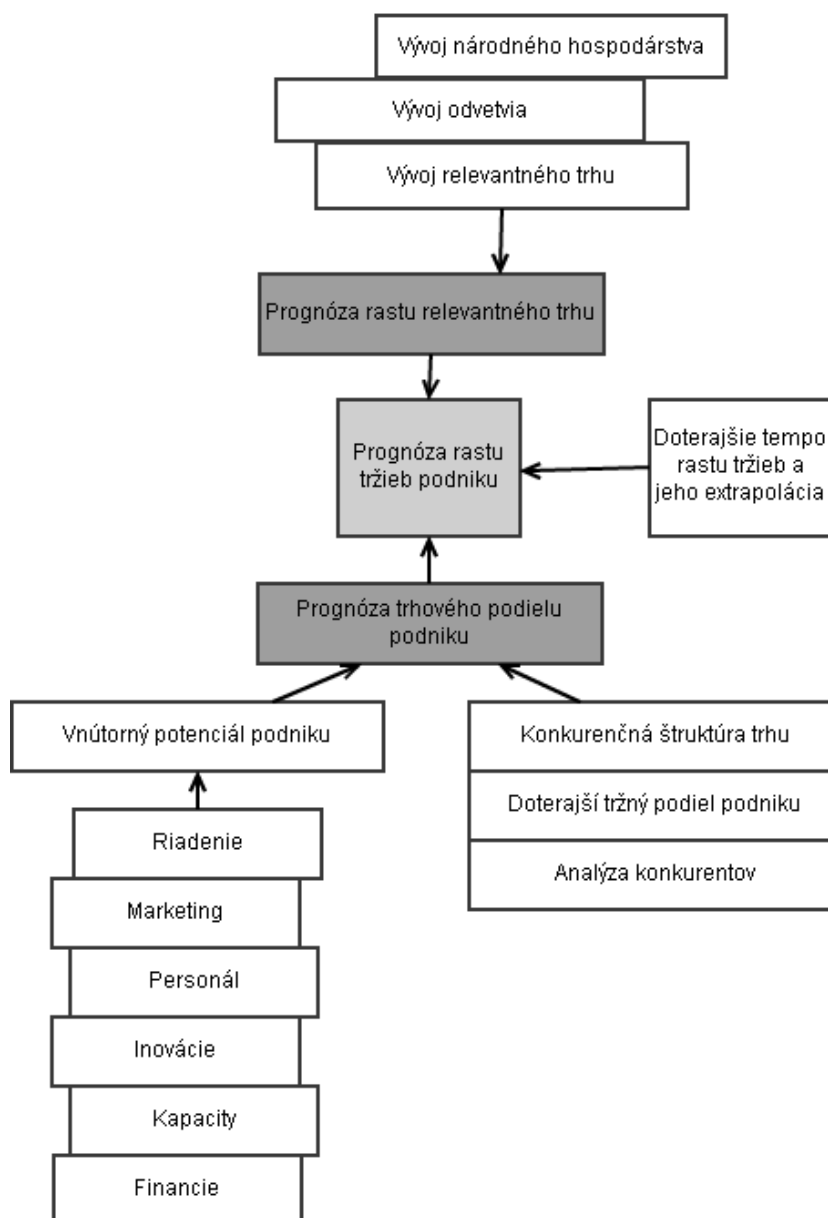 Vývoj národného hospodárstva
Vývoj odvetvia
Vývoj relevantného trhu
Prognóza rastu relevantného trhu
Prognóza rastu
tržieb podniku
Doterajšie tempo
rastu tržieb a
jeho extrapolácia
Prognóza trhového podielu
podniku
Vnútorný potenciál podniku
Konkurenčná štruktúra trhu
Doterajší tržný podiel podniku
Analýza konkurentov
Riadenie
Marketing
Personál
Inovácie
Kapacity
Financie